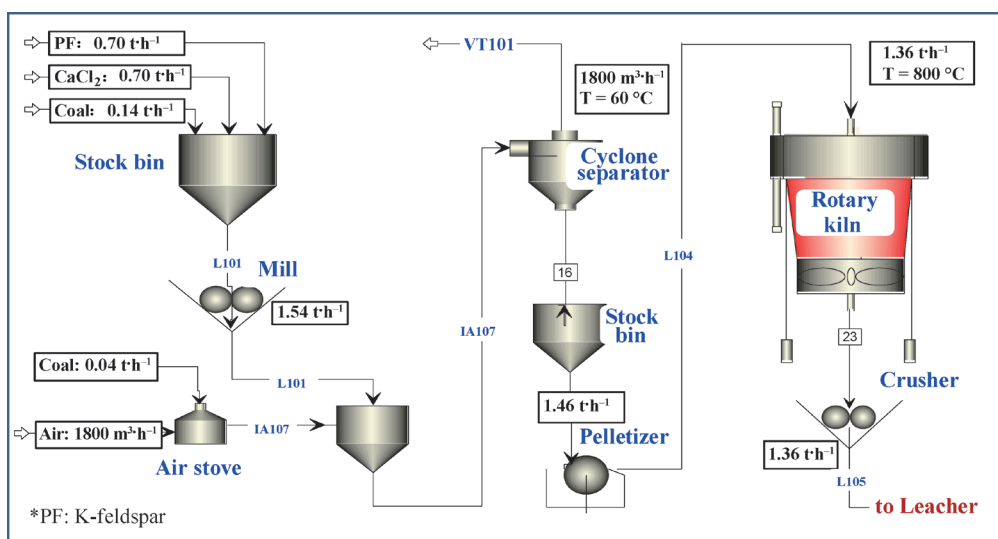 PF: 0.70 t·h⁻¹
CaCl₂: 0.70 t·h⁻¹
Coal: 0.14 t·h⁻¹
Stock bin
L101
Mill
1.54 t·h⁻¹
Coal: 0.04 t·h⁻¹
L101
Air: 1800 m³·h⁻¹
IA107
Air stove
*PF: K-feldspar
VT101
1800 m³·h⁻¹
T = 60 °C
Cyclone
separator
16
IA107
Stock
bin
1.46 t·h⁻¹
Pelletizer
L104
1.36 t·h⁻¹
T = 800 °C
Rotary
kiln
23
Crusher
1.36 t·h⁻¹
L105
to Leacher